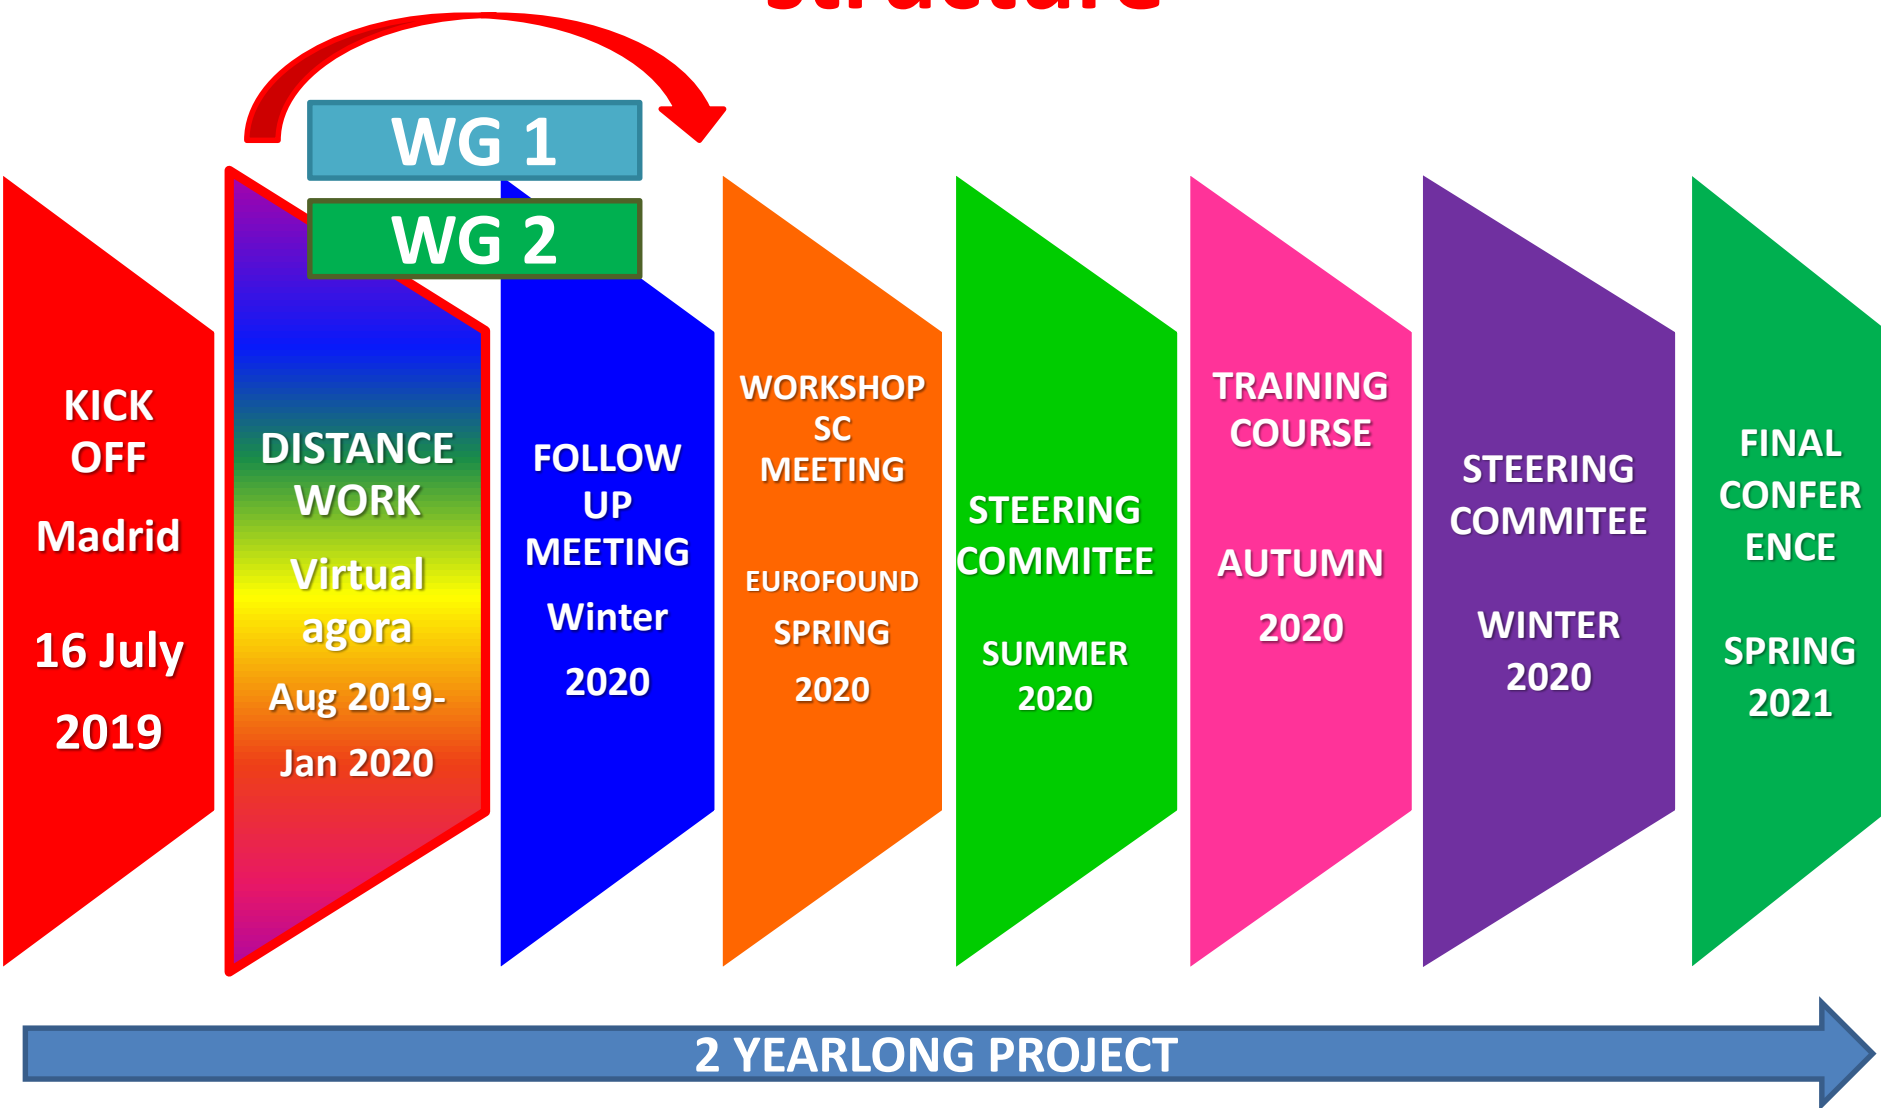 structure
WG 1
WG 2
KICK
OFF
Madrid
16 July
2019
DISTANCE
WORK
Virtual
agora
Aug 2019-
Jan 2020
FOLLOW
UP
MEETING
Winter
2020
WORKSHOP
SC
MEETING
EUROFOUND
SPRING
2020
STEERING
COMMITEE
SUMMER
2020
TRAINING
COURSE
AUTUMN
2020
STEERING
COMMITEE
WINTER
2020
FINAL
CONFER
ENCE
SPRING
2021
2 YEARLONG PROJECT